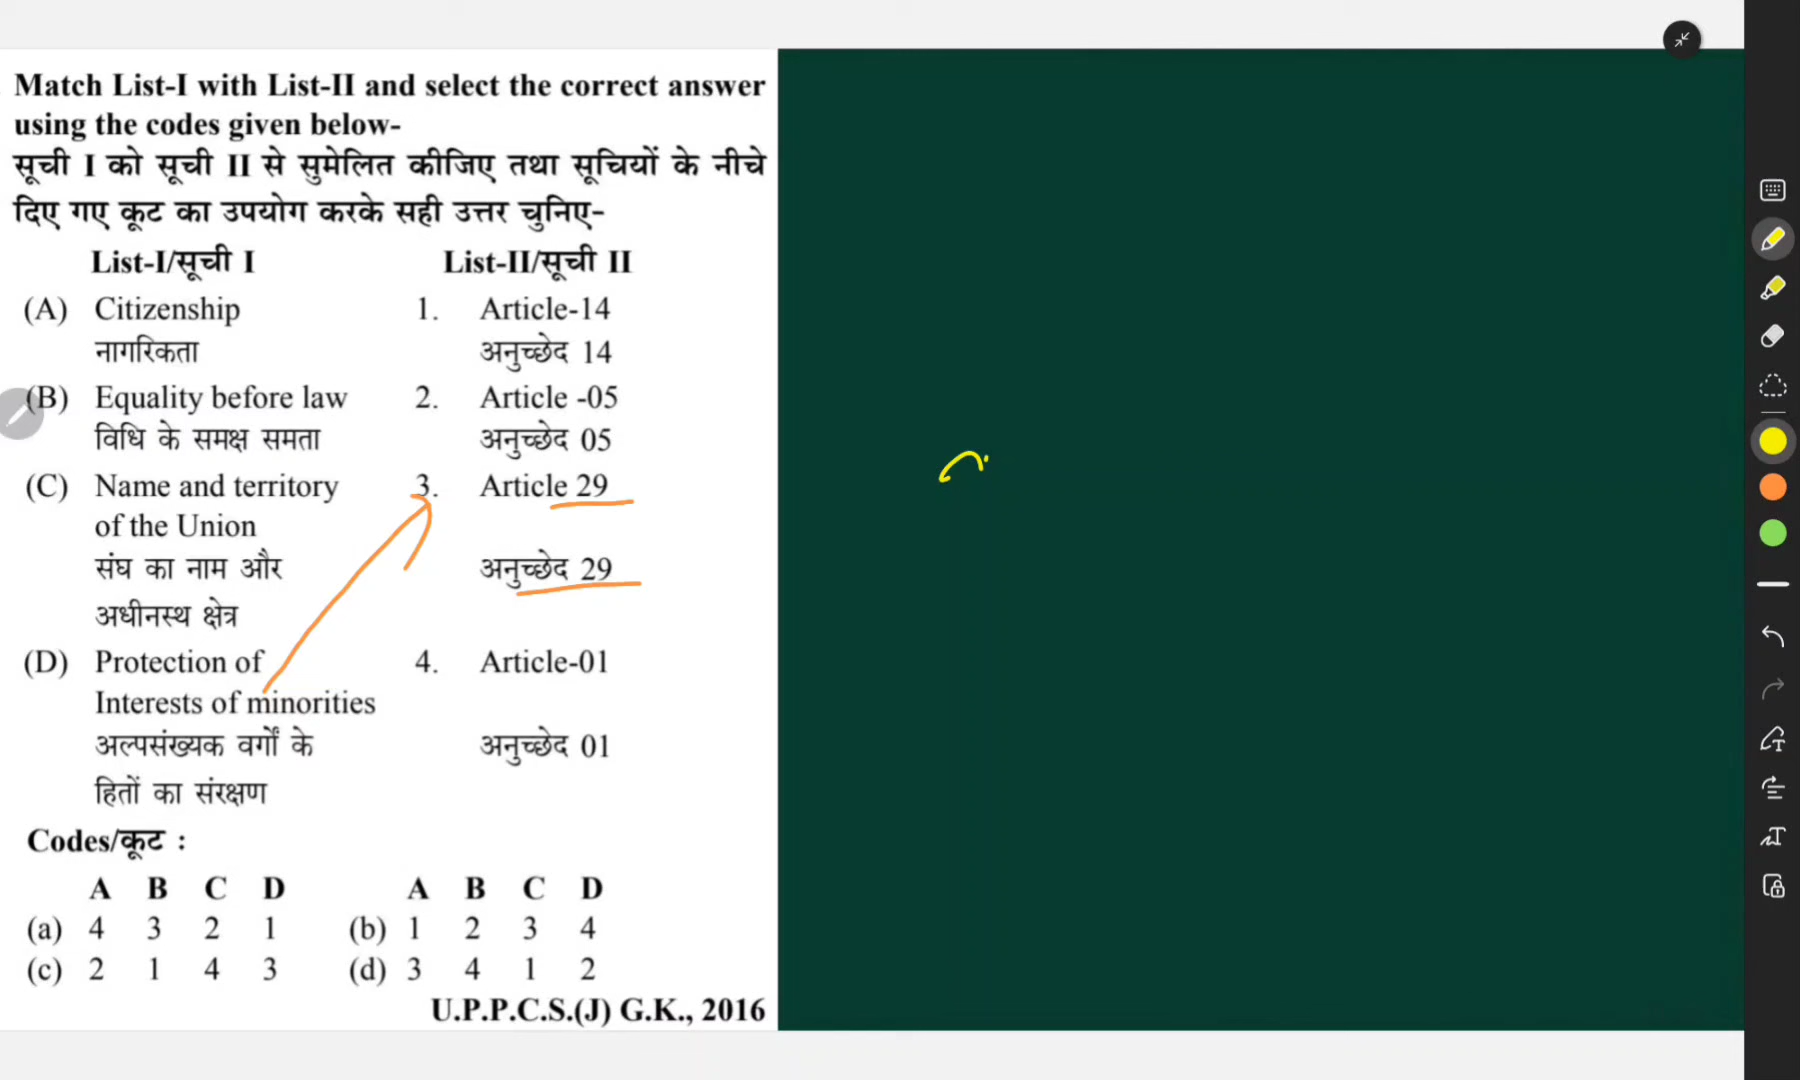 Match List-I with List-II and select the correct answer
using the codes given below-
सूची I को सूची II से सुमेलित कीजिए तथा सूचियों के नीचे
दिए गए कूट का उपयोग करके सही उत्तर चुनिए-
List-I/सूची I List-II/सूची II
(A) Citizenship 1. Article-14
नागरिकता अनुच्छेद 14
(B) Equality before law 2. Article -05
विधि के समक्ष समता अनुच्छेद 05
(C) Name and territory 3. Article 29
of the Union
संघ का नाम और अनुच्छेद 29
अधीनस्थ क्षेत्र
(D) Protection of 4. Article-01
Interests of minorities
अल्पसंख्यक वर्गों के अनुच्छेद 01
हितों का संरक्षण
Codes/कूट :
A B C D A B C D
(a) 4 3 2 1 (b) 1 2 3 4
(c) 2 1 4 3 (d) 3 4 1 2
U.P.P.C.S.(J) G.K., 2016